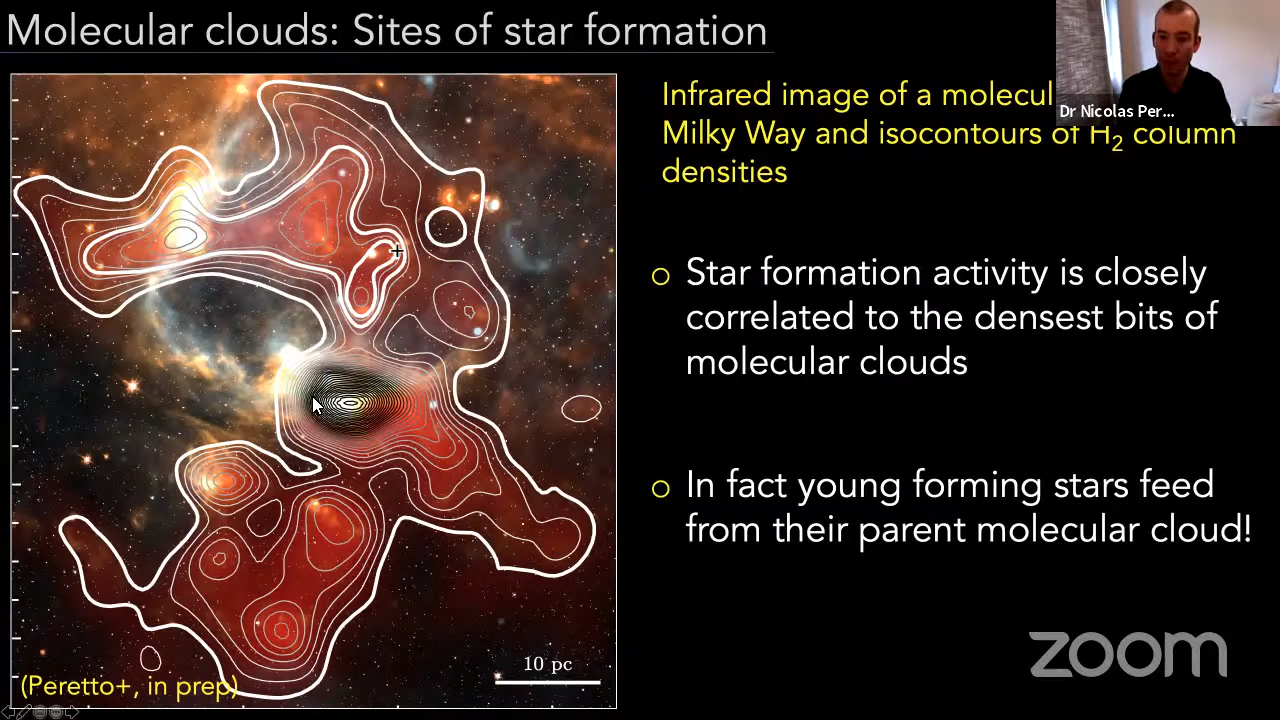 Molecular clouds: Sites of star formation
Infrared image of a molecul
Milky Way and isocontours of H₂ column
densities
Dr Nicolas Per...
○ Star formation activity is closely
correlated to the densest bits of
molecular clouds
○ In fact young forming stars feed
from their parent molecular cloud!
10 pc
(Peretto+, in prep)
zoom